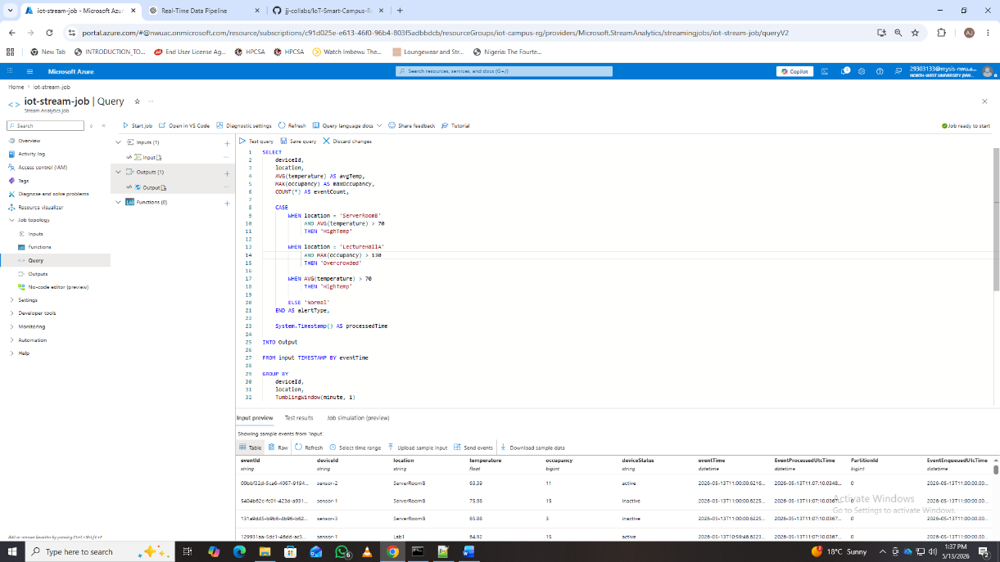 iot-stream-job - Microsoft Azur
Real-Time Data Pipeline
jj-collabs/IoT-Smart-Campus-R
portal.azure.com/#@nwuac.onmicrosoft.com/resource/subscriptions/c91d025e-e613-46f0-96b4-803f5adbbdcb/resourceGroups/iot-campus-rg/providers/Microsoft.StreamAnalytics/streamingjobs/iot-stream-job/queryV2
AJ
New Tab
INTRODUCTION_TO...
End User License Ag...
HPCSA
HPCSA
Watch Imbewu The...
Loungewear and Str...
Nigeria: The Fourte...
Microsoft Azure
Search resources, services, and docs (G+/)
Copilot
29303133@mysis-nwu.a...
NORTH-WEST UNIVERSITY (NW...
Home > iot-stream-job
iot-stream-job | Query
Stream Analytics job
Search
Start job
Open in VS Code
Diagnostic settings
Refresh
Query language docs
Share feedback
Tutorial
Job ready to start
Overview
Activity log
Access control (IAM)
Tags
Diagnose and solve problems
Resource visualizer
Job topology
Inputs
Functions
Query
Outputs
No-code editor (preview)
Settings
Developer tools
Monitoring
Automation
Help
Add or remove favorites by pressing Ctrl+Shift+F
Inputs (1)
input
Outputs (1)
Output
Functions (0)
Test query
Save query
Discard changes
1 SELECT
2 deviceId,
3 location,
4 AVG(temperature) AS avgTemp,
5 MAX(occupancy) AS maxOccupancy,
6 COUNT(*) AS eventCount,
7
8 CASE
9 WHEN location = 'ServerRoomB'
10 AND AVG(temperature) > 70
11 THEN 'HighTemp'
12
13 WHEN location = 'LectureHallA'
14 AND MAX(occupancy) > 130
15 THEN 'Overcrowded'
16
17 WHEN AVG(temperature) > 70
18 THEN 'HighTemp'
19
20 ELSE 'Normal'
21 END AS alertType,
22
23 System.Timestamp() AS processedTime
24
25 INTO Output
26
27 FROM input TIMESTAMP BY eventTime
28
29 GROUP BY
30 deviceId,
31 location,
32 TumblingWindow(minute, 1)
Input preview
Test results
Job simulation (preview)
Showing sample events from 'input'.
Table
Raw
Refresh
Select time range
Upload sample input
Send events
Download sample data
eventId deviceId location temperature occupancy deviceStatus eventTime EventProcessedUtcTime PartitionId EventEnqueuedUtcTime
string string string float bigint string datetime datetime bigint datetime
00bbf32d-5ca6-4067-9194... sensor-2 ServerRoomB 63.39 11 active 2026-05-13T11:00:00.6216... 2026-05-13T11:07:10.0348... 0 2026-05-13T11:00:00.00...
5404b62c-fc01-423d-a931... sensor-1 ServerRoomB 75.98 15 inactive 2026-05-13T11:00:00.6225... 2026-05-13T11:07:10.0367... 0 2026-05-13T11:00:00.00...
131a9d45-b9b6-4b96-b62... sensor-3 ServerRoomB 65.88 3 inactive 2026-05-13T11:00:00.6225... 2026-05-13T11:07:10.0367... 0 2026-05-13T11:00:00.00...
129931aa-5dc1-46dd-ac3... sensor-1 Lab1 64.92 15 active 2026-05-13T10:59:46.6223... 2026-05-13T11:07:10.0367... 0 2026-05-13T11:00:00.00...
Activate Windows
Go to Settings to activate Windows.
Type here to search
6
18°C Sunny
1:37 PM
5/13/2026
2